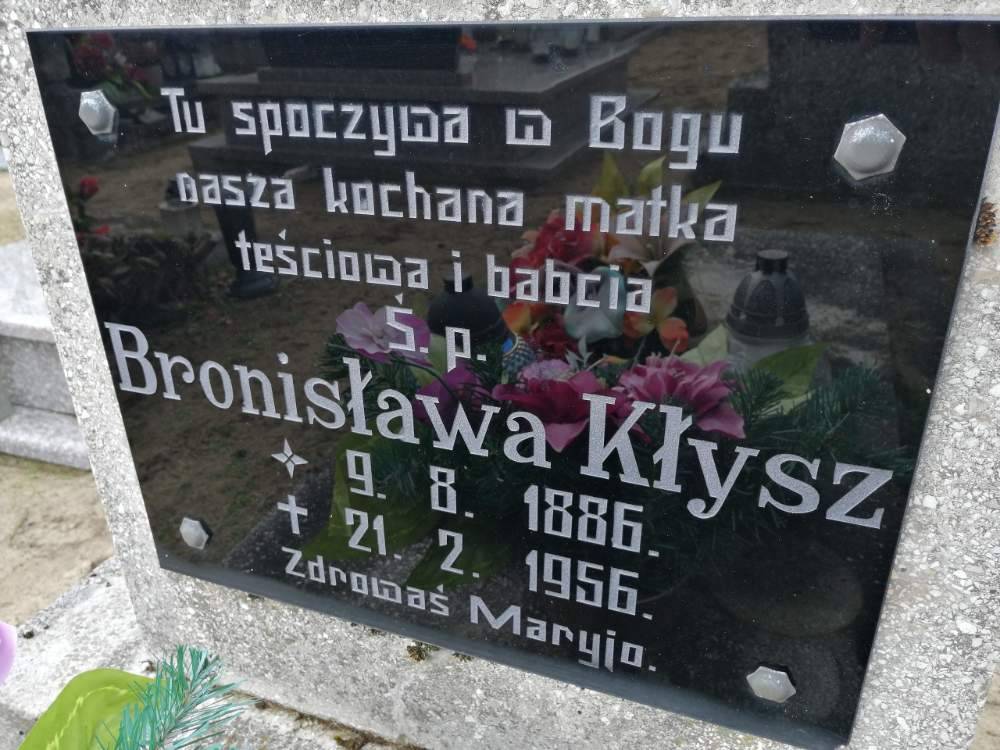 Tu spoczywa w Bogu
nasza kochana matka
teściowa i babcia
Ś. p.
Bronisława Kłysz
9. 8. 1886.
21. 2. 1956.
Zdrowaś Maryjo.